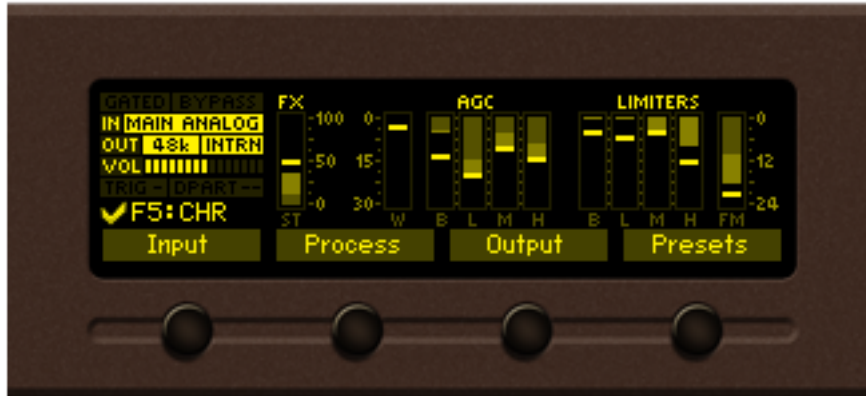 GATED BYPASS FX AGC LIMITERS
IN MAIN ANALOG
OUT 48k INTRN
VOL
TRIG - DPART --
F5: CHR
100 0 0
50 15 12
0 30 24
ST W B L M H B L M H FM
Input Process Output Presets